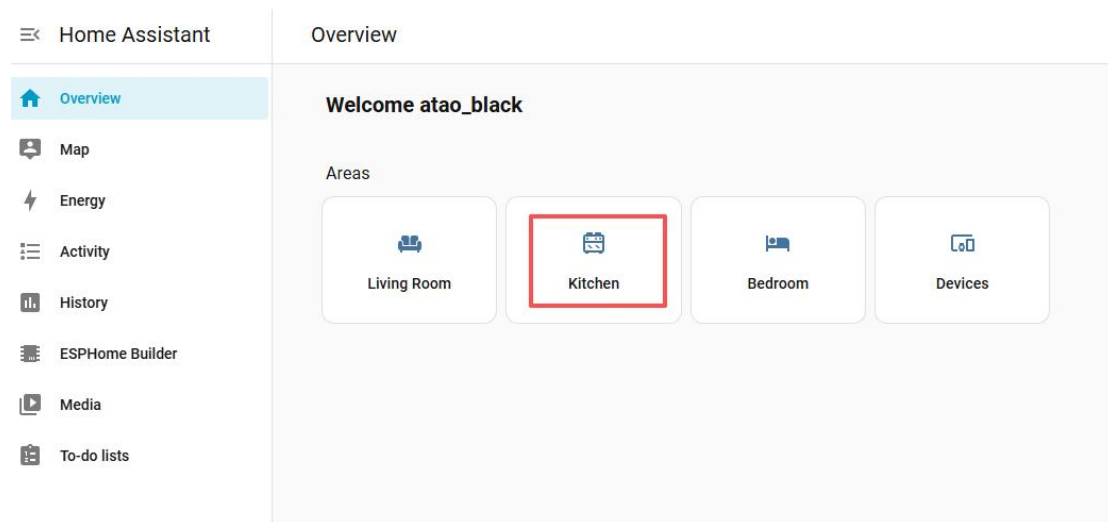 Home Assistant
Overview
Map
Energy
Activity
History
ESPHome Builder
Media
To-do lists
Overview
Welcome atao_black
Areas
Living Room
Kitchen
Bedroom
Devices